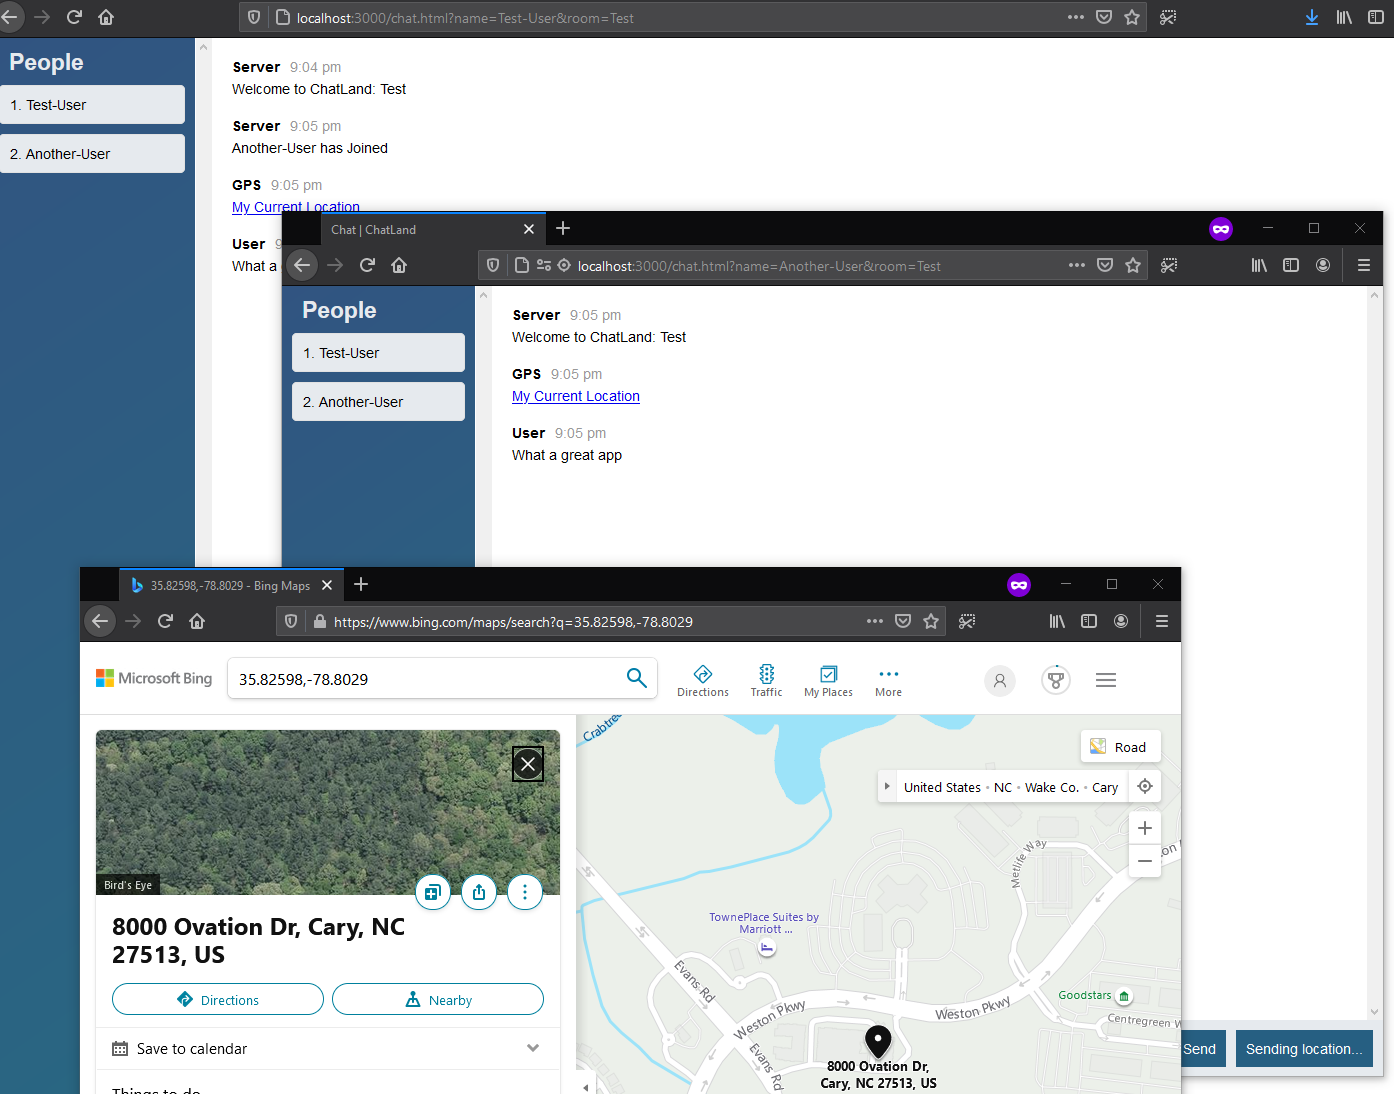 localhost:3000/chat.html?name=Test-User&room=Test
People
1. Test-User
2. Another-User
Server 9:04 pm
Welcome to ChatLand: Test
Server 9:05 pm
Another-User has Joined
GPS 9:05 pm
My Current Location
User 9
What a
Chat | ChatLand
localhost:3000/chat.html?name=Another-User&room=Test
People
1. Test-User
2. Another-User
Server 9:05 pm
Welcome to ChatLand: Test
GPS 9:05 pm
My Current Location
User 9:05 pm
What a great app
Send
Sending location...
35.82598,-78.8029 - Bing Maps
https://www.bing.com/maps/search?q=35.82598,-78.8029
Microsoft Bing
35.82598,-78.8029
Directions
Traffic
My Places
More
Bird's Eye
8000 Ovation Dr, Cary, NC
27513, US
Directions
Nearby
Save to calendar
Things to do
Crabtree
Road
United States • NC • Wake Co. • Cary
Metlife Way
on P
TownePlace Suites by
Marriott ...
Evans Rd
Weston Pkwy
Weston Pkwy
Goodstars
Centregreen W
Evans Rd
8000 Ovation Dr,
Cary, NC 27513, US